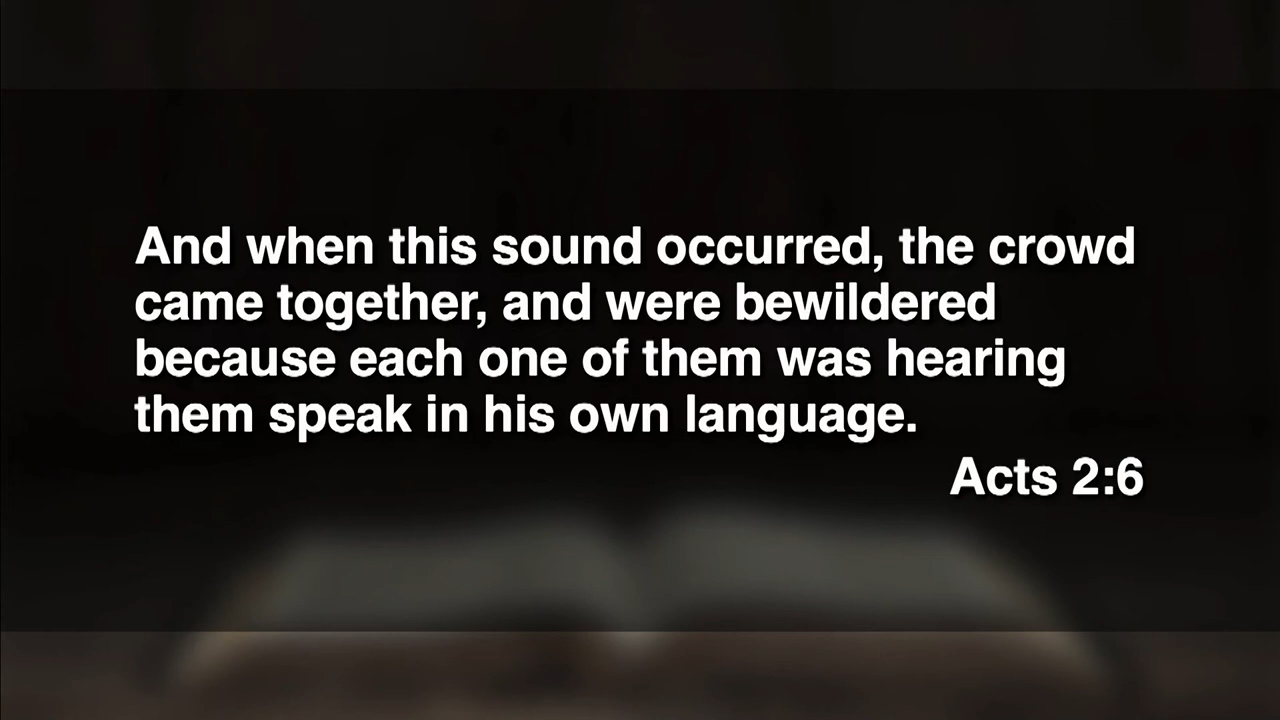 And when this sound occurred, the crowd
came together, and were bewildered
because each one of them was hearing
them speak in his own language.
Acts 2:6